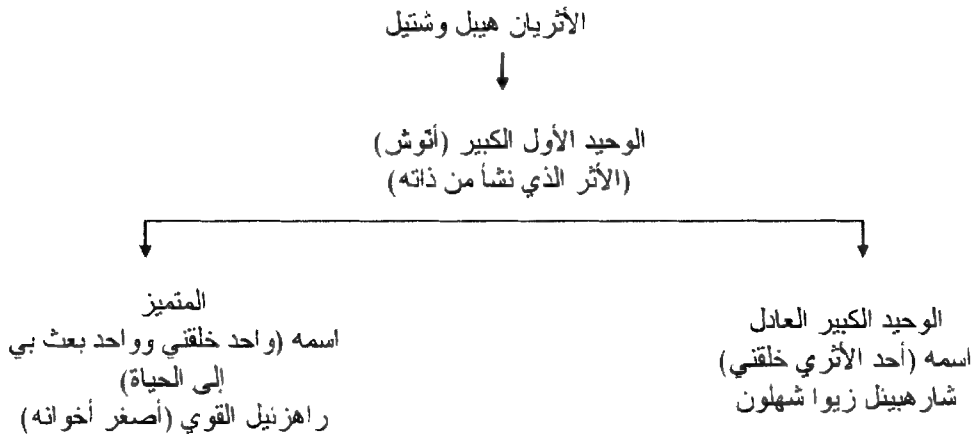 الأثريان هيبل وشتيل
الوحيد الأول الكبير (أنوش)
(الأثر الذي نشأ من ذاته)
الوحيد الكبير العادل
اسمه (أحد الأثري خلقني)
شارهبيئل زيوا شهلون
المتميز
اسمه (واحد خلقني وواحد بعث بي
إلى الحياة)
راهزئيل القوي (أصغر أخوانه)